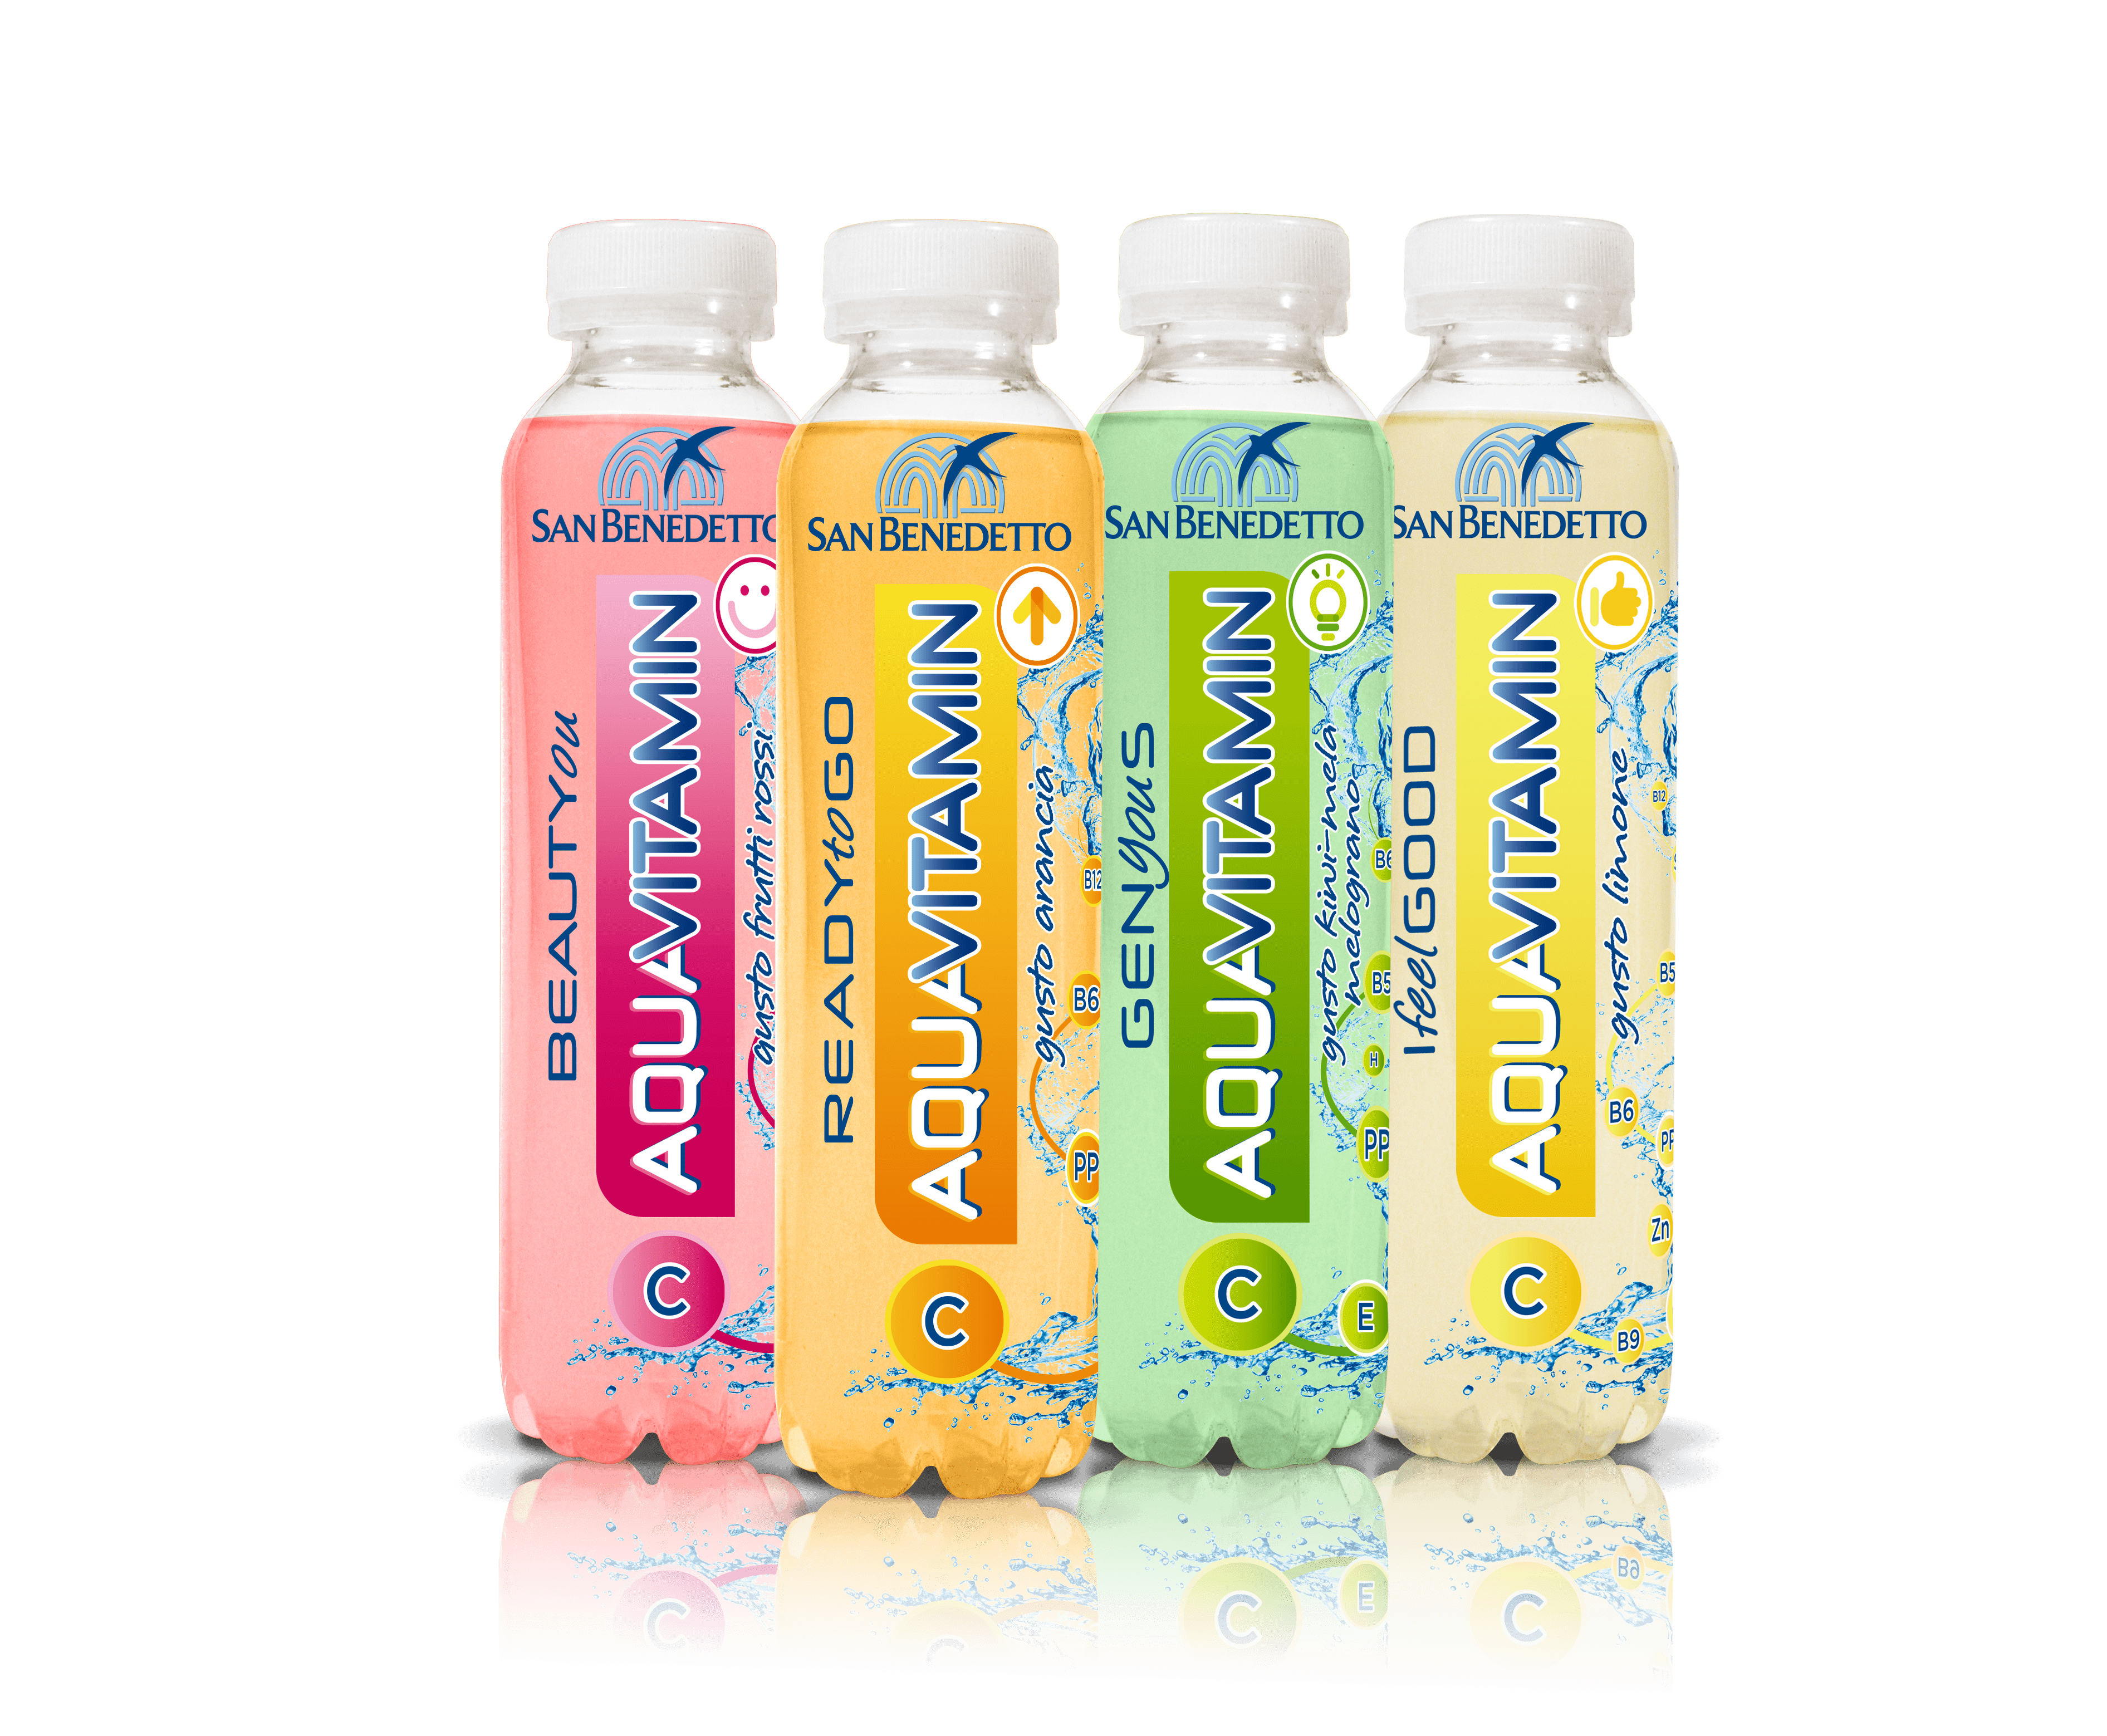 SAN BENEDETTO
BEAUTYou
AQUAVITAMIN
gusto frutti rossi
C
SAN BENEDETTO
READYtoGO
AQUAVITAMIN
gusto arancia
B12
B6
PP
C
SAN BENEDETTO
GENYouS
AQUAVITAMIN
gusto kiwi-mela
melograno
B6
B5
H
PP
E
C
SAN BENEDETTO
IfeelGOOD
AQUAVITAMIN
gusto limone
B12
B5
B6
PP
Zn
B9
C